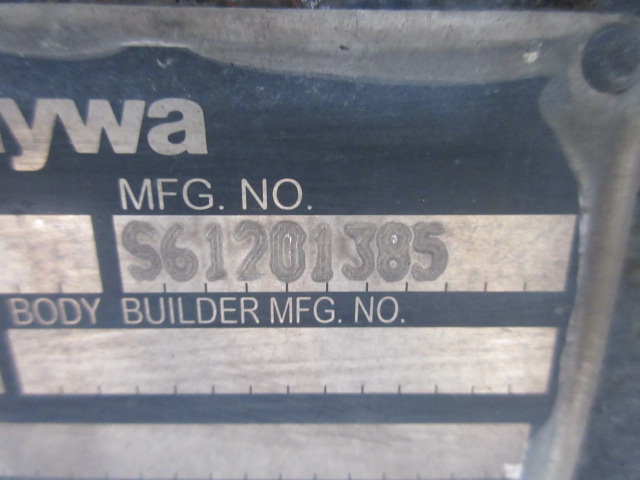 ywa
MFG. NO.
S61201385
BODY BUILDER MFG. NO.